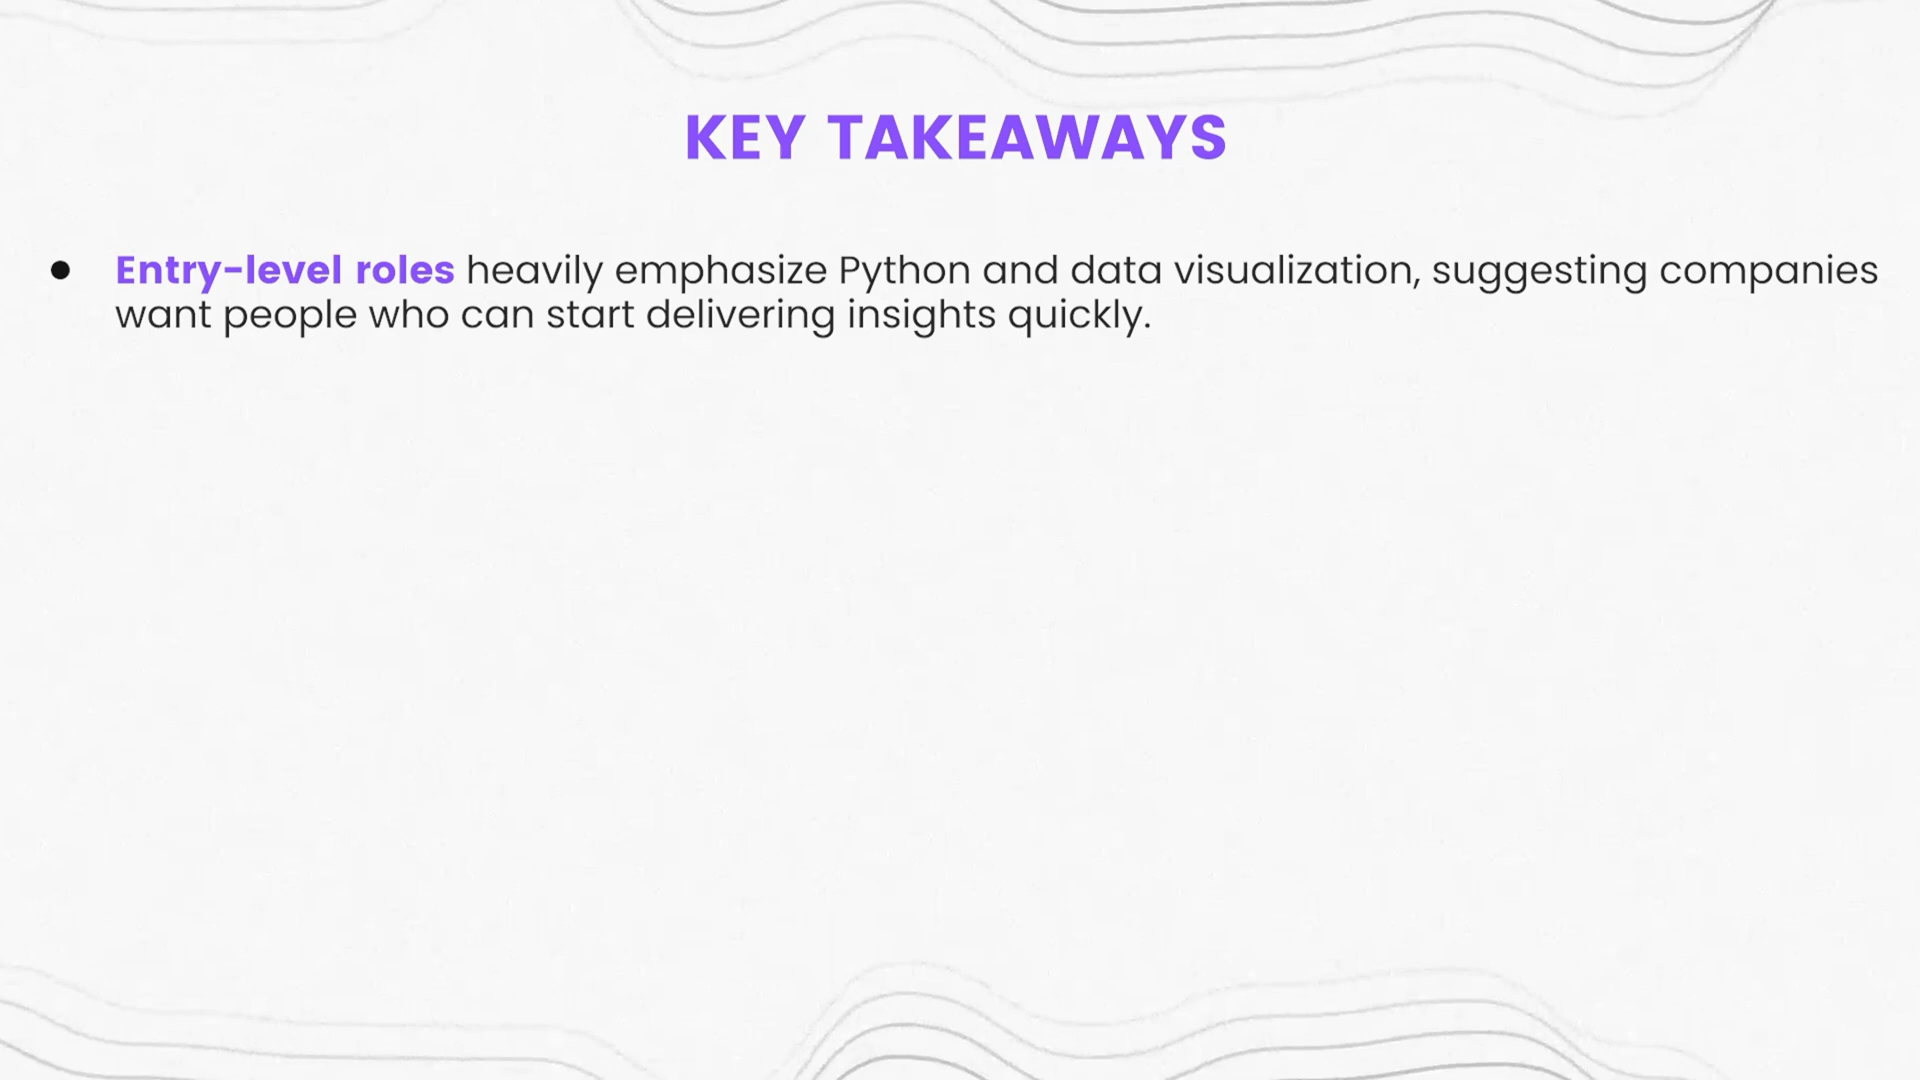 KEY TAKEAWAYS
● Entry-level roles heavily emphasize Python and data visualization, suggesting companies
want people who can start delivering insights quickly.